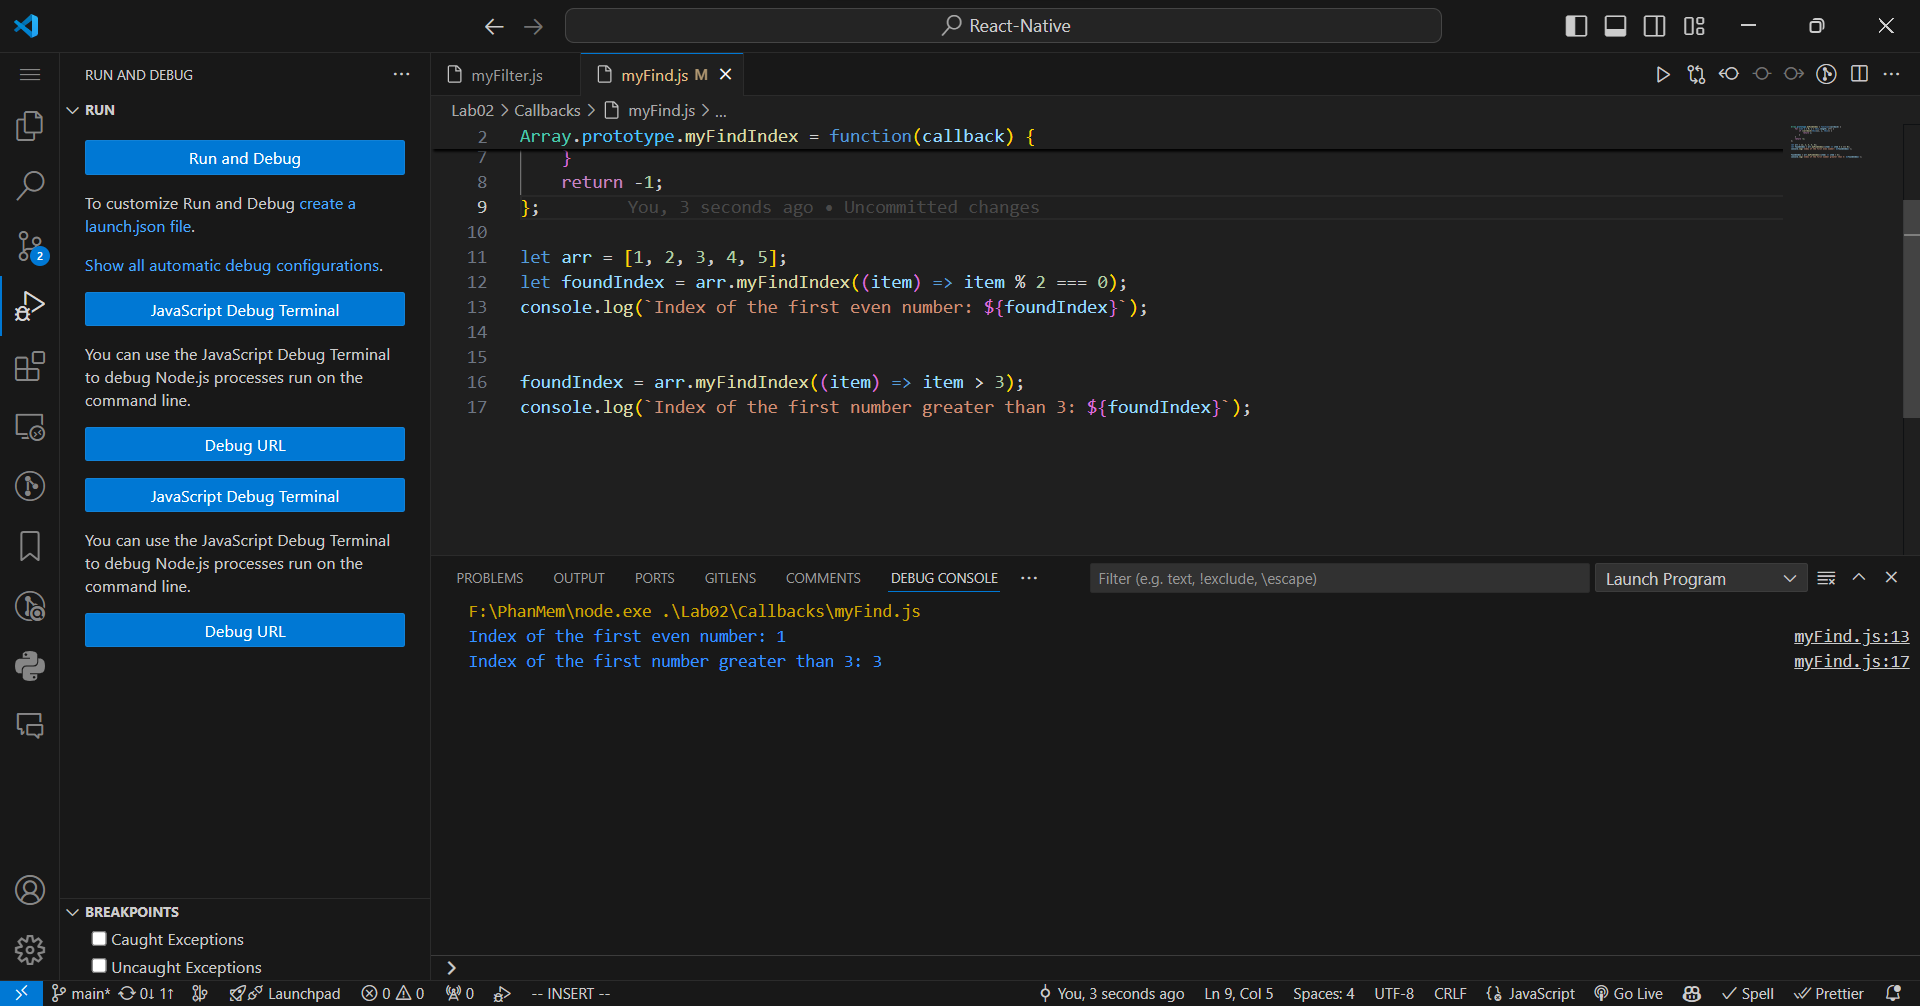 React-Native
RUN AND DEBUG
RUN
Run and Debug
To customize Run and Debug create a
launch.json file.
Show all automatic debug configurations.
JavaScript Debug Terminal
You can use the JavaScript Debug Terminal
to debug Node.js processes run on the
command line.
Debug URL
JavaScript Debug Terminal
You can use the JavaScript Debug Terminal
to debug Node.js processes run on the
command line.
Debug URL
2
BREAKPOINTS
Caught Exceptions
Uncaught Exceptions
myFilter.js
myFind.js M
Lab02 > Callbacks > myFind.js > ...
2 Array.prototype.myFindIndex = function(callback) {
7 }
8 return -1;
9 }; You, 3 seconds ago • Uncommitted changes
10
11 let arr = [1, 2, 3, 4, 5];
12 let foundIndex = arr.myFindIndex((item) => item % 2 === 0);
13 console.log(`Index of the first even number: ${foundIndex}`);
14
15
16 foundIndex = arr.myFindIndex((item) => item > 3);
17 console.log(`Index of the first number greater than 3: ${foundIndex}`);
PROBLEMS OUTPUT PORTS GITLENS COMMENTS DEBUG CONSOLE
Filter (e.g. text, !exclude, \escape)
Launch Program
F:\PhanMem\node.exe .\Lab02\Callbacks\myFind.js
Index of the first even number: 1 myFind.js:13
Index of the first number greater than 3: 3 myFind.js:17
>
main* 0↓ 1↑ Launchpad 0 0 0 -- INSERT -- You, 3 seconds ago Ln 9, Col 5 Spaces: 4 UTF-8 CRLF {} JavaScript Go Live Spell Prettier